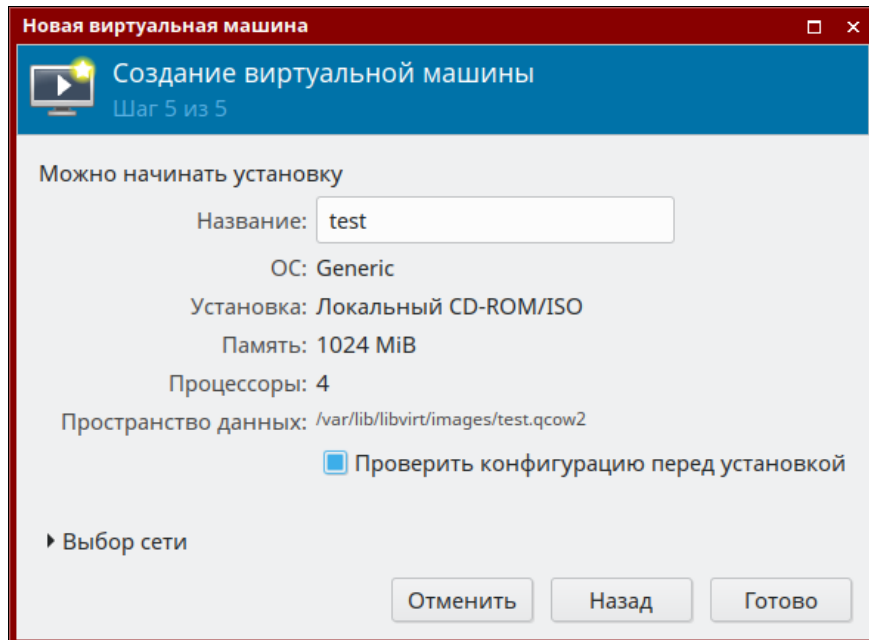 Новая виртуальная машина
Создание виртуальной машины
Шаг 5 из 5
Можно начинать установку
Название: test
ОС: Generic
Установка: Локальный CD-ROM/ISO
Память: 1024 MiB
Процессоры: 4
Пространство данных: /var/lib/libvirt/images/test.qcow2
Проверить конфигурацию перед установкой
Выбор сети
Отменить Назад Готово